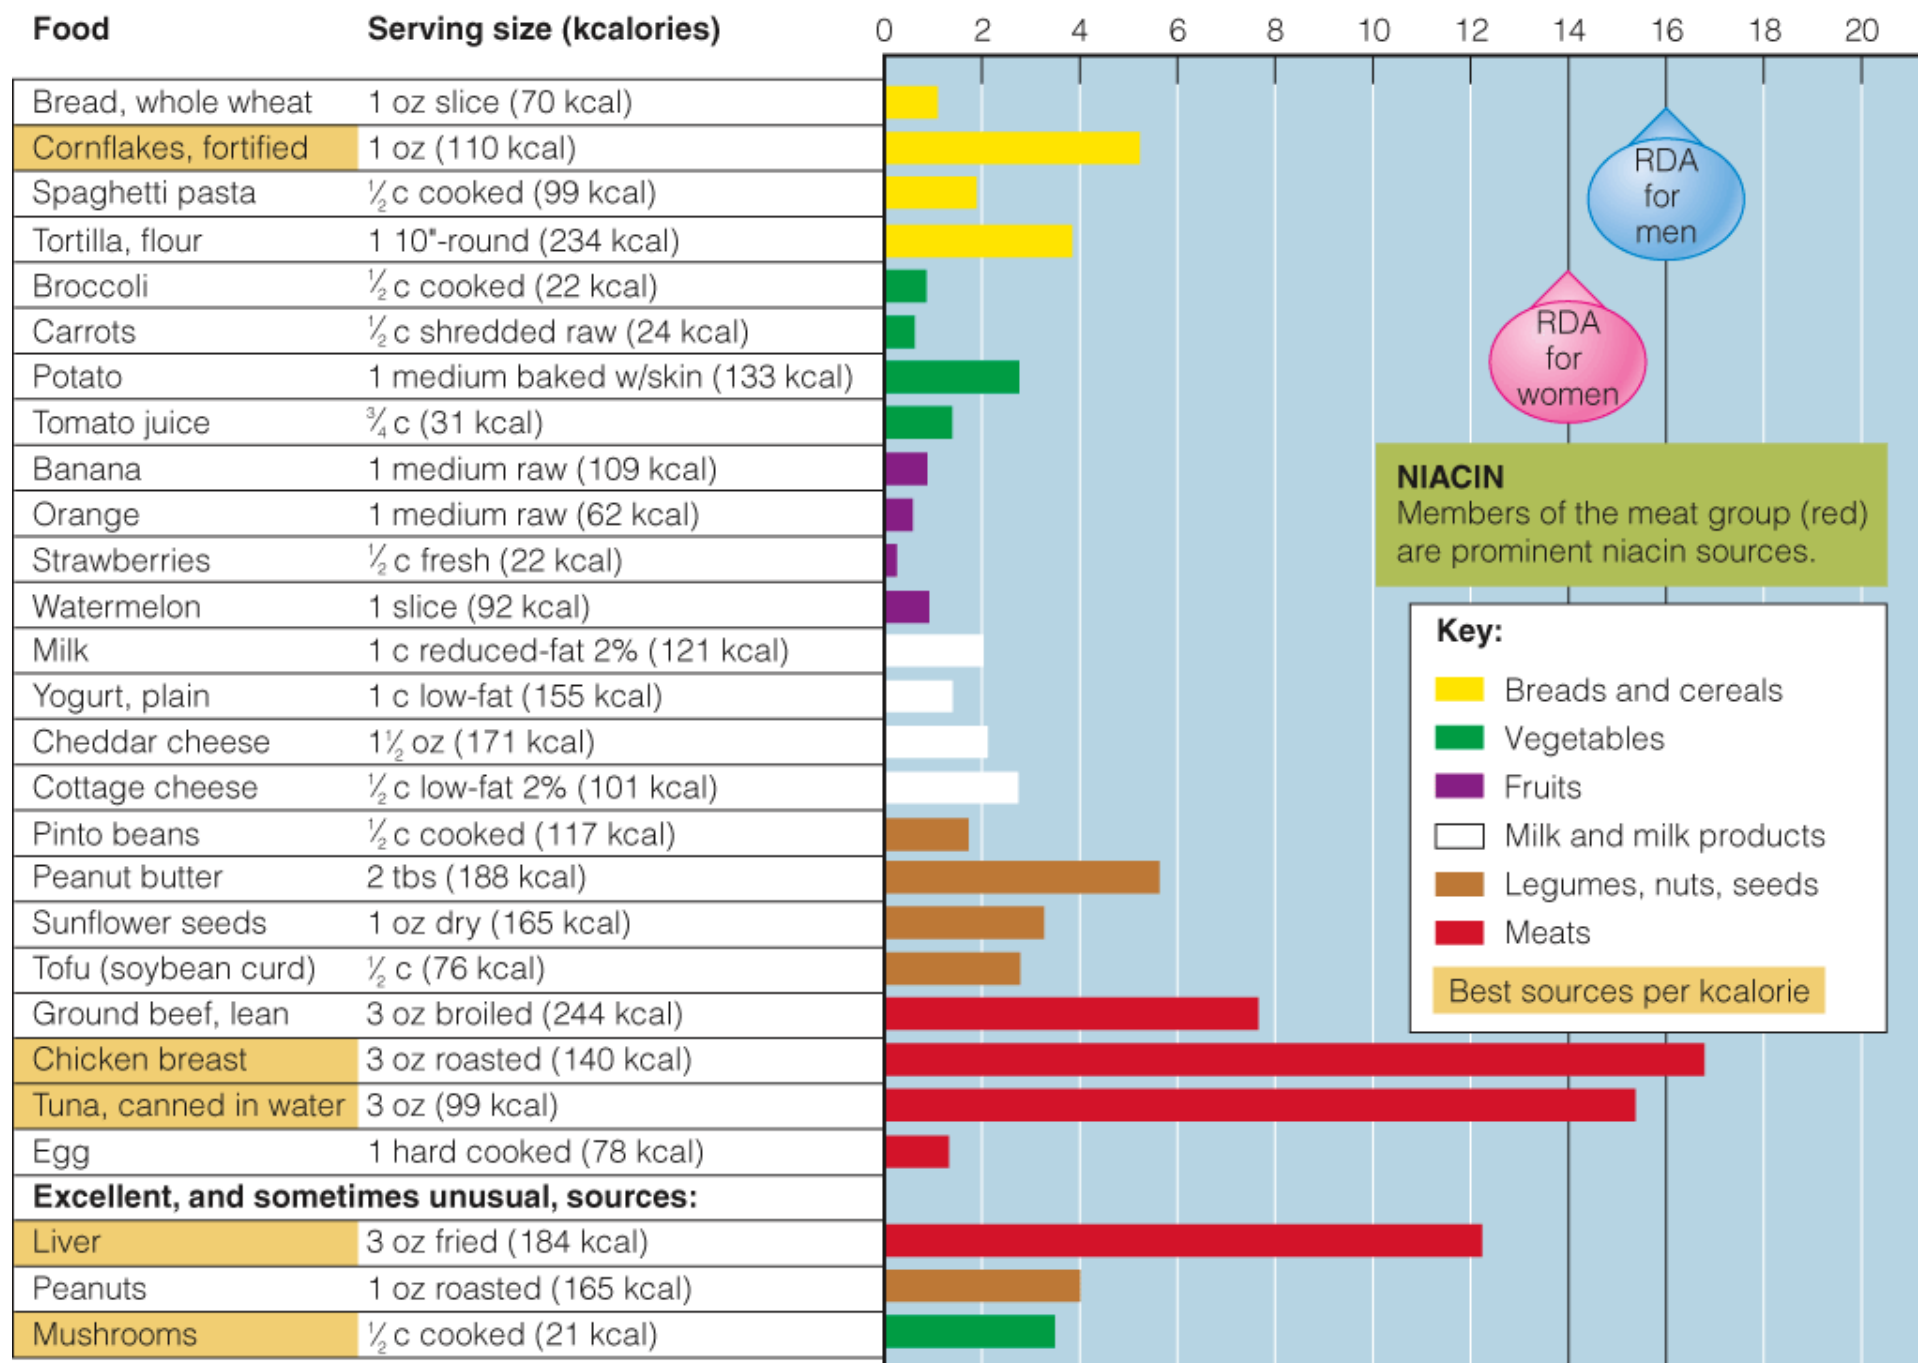 Food Serving size (kcalories) 0 2 4 6 8 10 12 14 16 18 20
Bread, whole wheat 1 oz slice (70 kcal)
Cornflakes, fortified 1 oz (110 kcal)
Spaghetti pasta ½ c cooked (99 kcal)
Tortilla, flour 1 10"-round (234 kcal)
Broccoli ½ c cooked (22 kcal)
Carrots ½ c shredded raw (24 kcal)
Potato 1 medium baked w/skin (133 kcal)
Tomato juice ¾ c (31 kcal)
Banana 1 medium raw (109 kcal)
Orange 1 medium raw (62 kcal)
Strawberries ½ c fresh (22 kcal)
Watermelon 1 slice (92 kcal)
Milk 1 c reduced-fat 2% (121 kcal)
Yogurt, plain 1 c low-fat (155 kcal)
Cheddar cheese 1½ oz (171 kcal)
Cottage cheese ½ c low-fat 2% (101 kcal)
Pinto beans ½ c cooked (117 kcal)
Peanut butter 2 tbs (188 kcal)
Sunflower seeds 1 oz dry (165 kcal)
Tofu (soybean curd) ½ c (76 kcal)
Ground beef, lean 3 oz broiled (244 kcal)
Chicken breast 3 oz roasted (140 kcal)
Tuna, canned in water 3 oz (99 kcal)
Egg 1 hard cooked (78 kcal)
Excellent, and sometimes unusual, sources:
Liver 3 oz fried (184 kcal)
Peanuts 1 oz roasted (165 kcal)
Mushrooms ½ c cooked (21 kcal)
RDA
for
men
RDA
for
women
NIACIN
Members of the meat group (red)
are prominent niacin sources.
Key:
Breads and cereals
Vegetables
Fruits
Milk and milk products
Legumes, nuts, seeds
Meats
Best sources per kcalorie